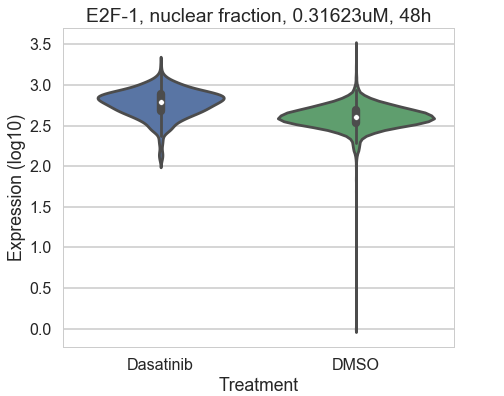 E2F-1, nuclear fraction, 0.31623uM, 48h
3.5
3.0
2.5
2.0
1.5
1.0
0.5
0.0
Expression (log10)
Dasatinib DMSO
Treatment